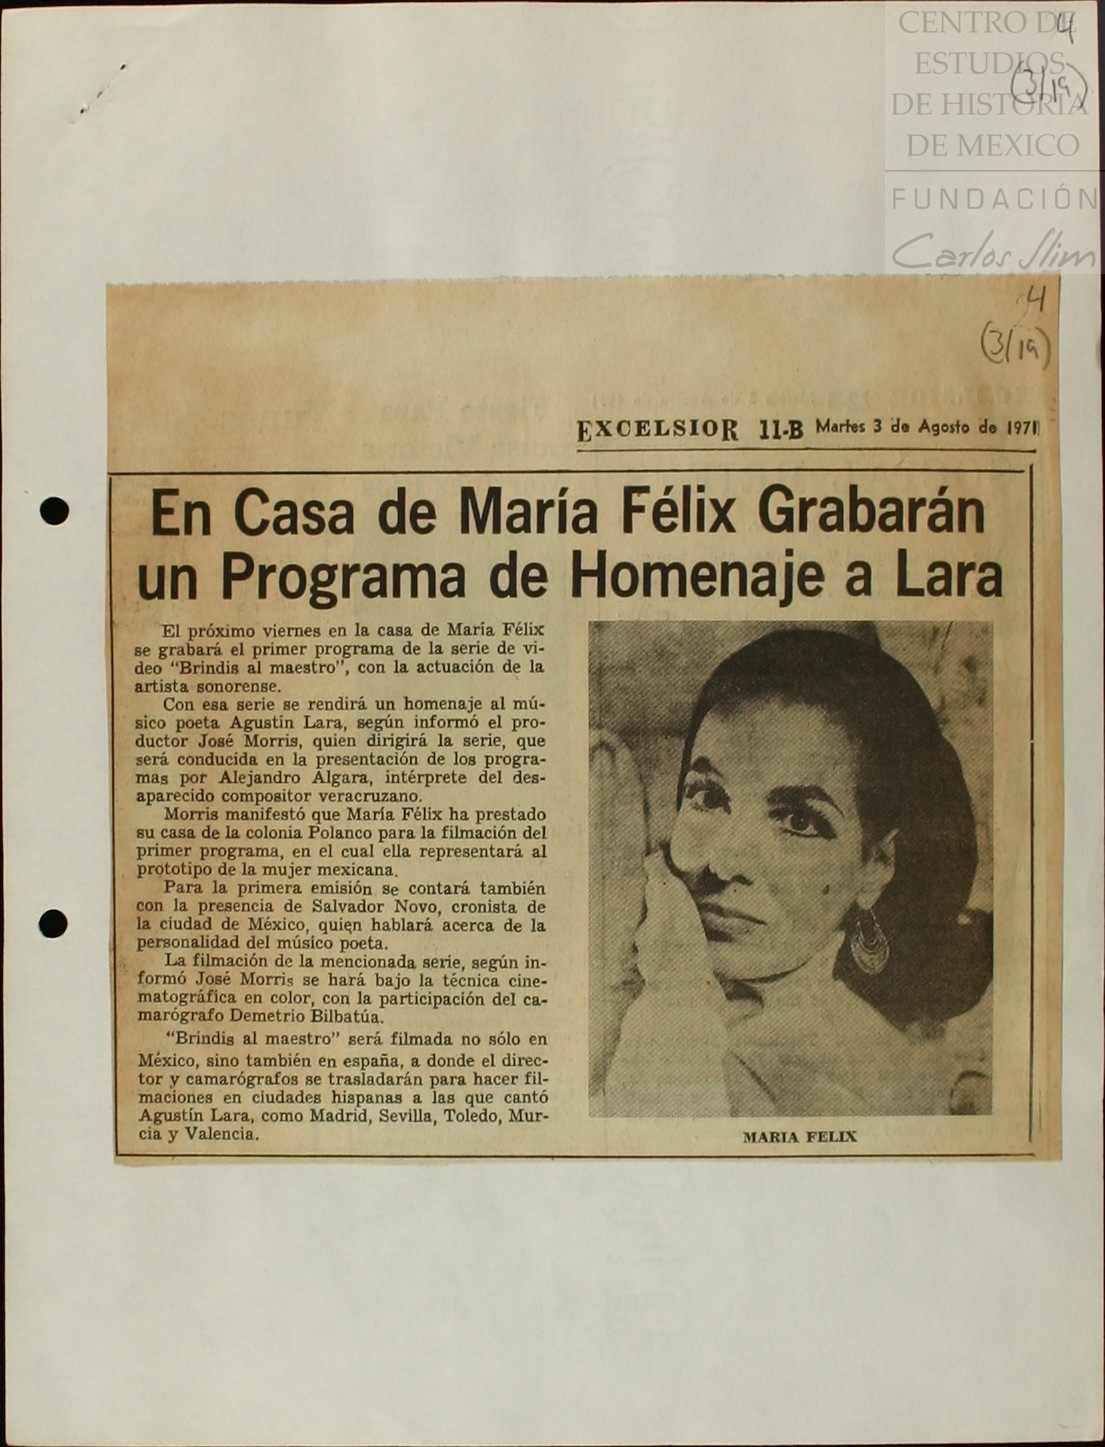 CENTRO DE
ESTUDIOS
DE HISTORIA
DE MEXICO
FUNDACIÓN
Carlos Slim
4
(3/19)
4
(3/19)
EXCELSIOR 11-B Martes 3 de Agosto de 1971
En Casa de María Félix Grabarán
un Programa de Homenaje a Lara
El próximo viernes en la casa de María Félix
se grabará el primer programa de la serie de vi-
deo “Brindis al maestro”, con la actuación de la
artista sonorense.
Con esa serie se rendirá un homenaje al mú-
sico poeta Agustín Lara, según informó el pro-
ductor José Morris, quien dirigirá la serie, que
será conducida en la presentación de los progra-
mas por Alejandro Algara, intérprete del des-
aparecido compositor veracruzano.
Morris manifestó que María Félix ha prestado
su casa de la colonia Polanco para la filmación del
primer programa, en el cual ella representará al
prototipo de la mujer mexicana.
Para la primera emisión se contará también
con la presencia de Salvador Novo, cronista de
la ciudad de México, quien hablará acerca de la
personalidad del músico poeta.
La filmación de la mencionada serie, según in-
formó José Morris se hará bajo la técnica cine-
matográfica en color, con la participación del ca-
marógrafo Demetrio Bilbatúa.
“Brindis al maestro” será filmada no sólo en
México, sino también en españa, a donde el direc-
tor y camarógrafos se trasladarán para hacer fil-
maciones en ciudades hispanas a las que cantó
Agustín Lara, como Madrid, Sevilla, Toledo, Mur-
cia y Valencia.
MARIA FELIX